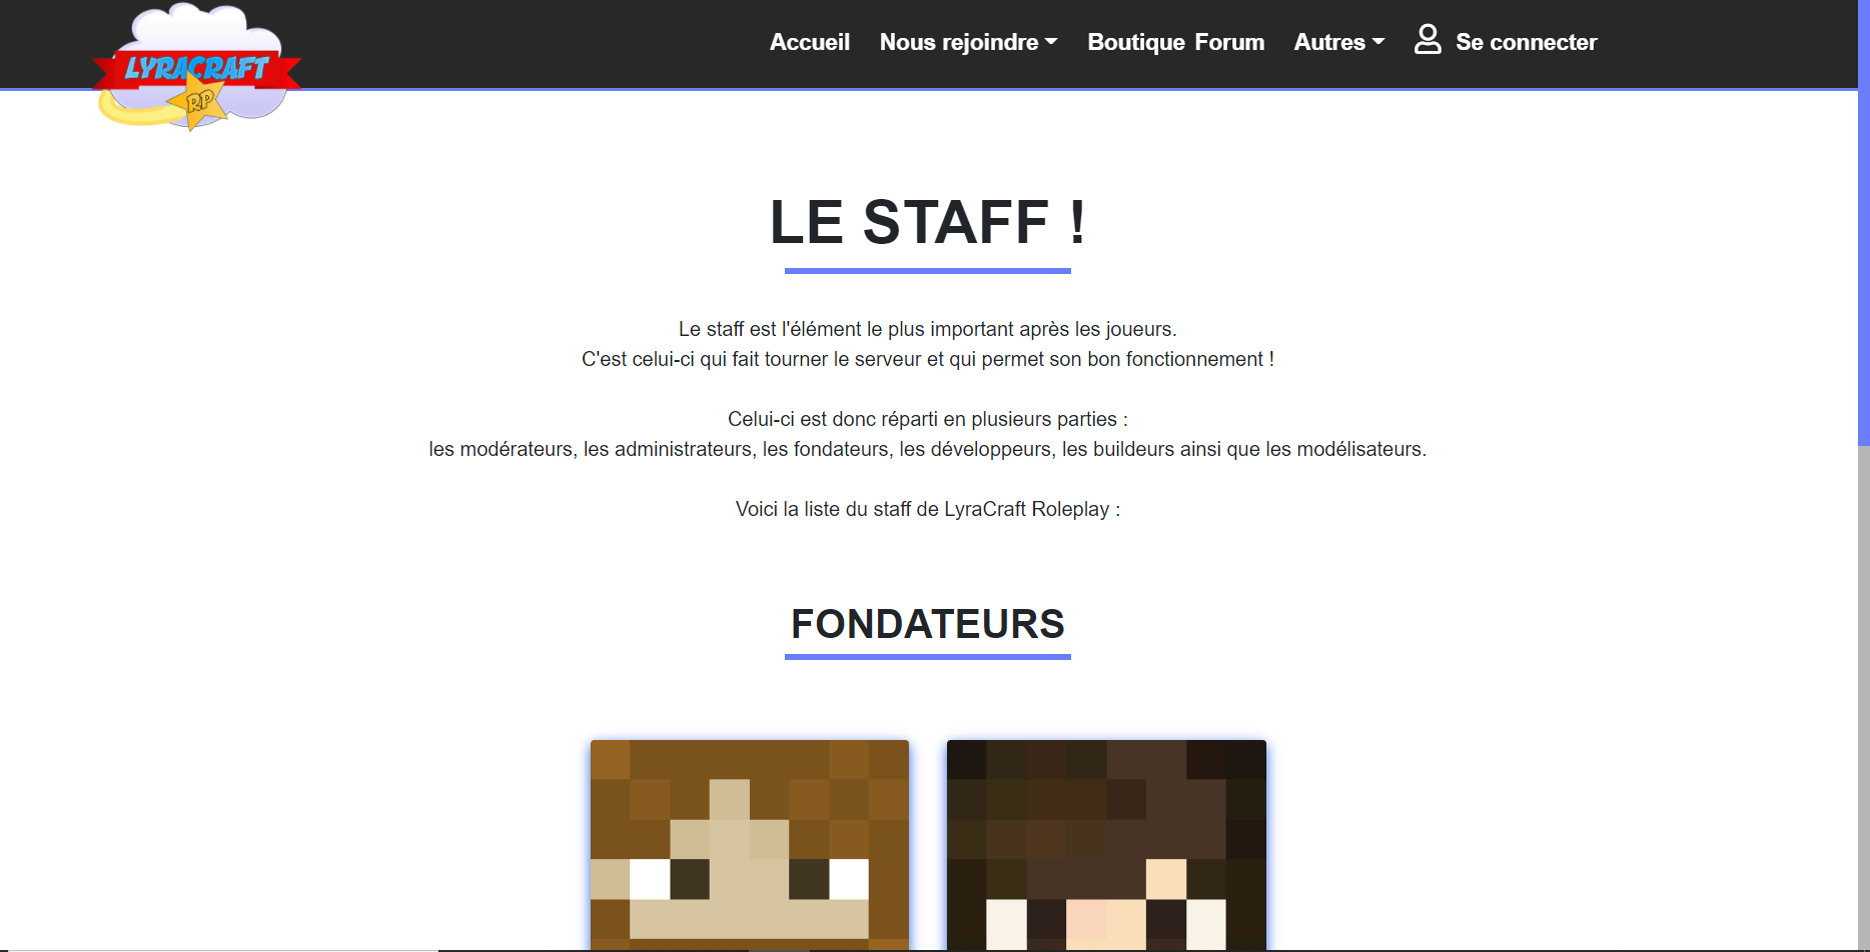 LYRACRAFT
RP
Accueil Nous rejoindre Boutique Forum Autres Se connecter
LE STAFF !
Le staff est l'élément le plus important après les joueurs.
C'est celui-ci qui fait tourner le serveur et qui permet son bon fonctionnement !
Celui-ci est donc réparti en plusieurs parties :
les modérateurs, les administrateurs, les fondateurs, les développeurs, les buildeurs ainsi que les modélisateurs.
Voici la liste du staff de LyraCraft Roleplay :
FONDATEURS